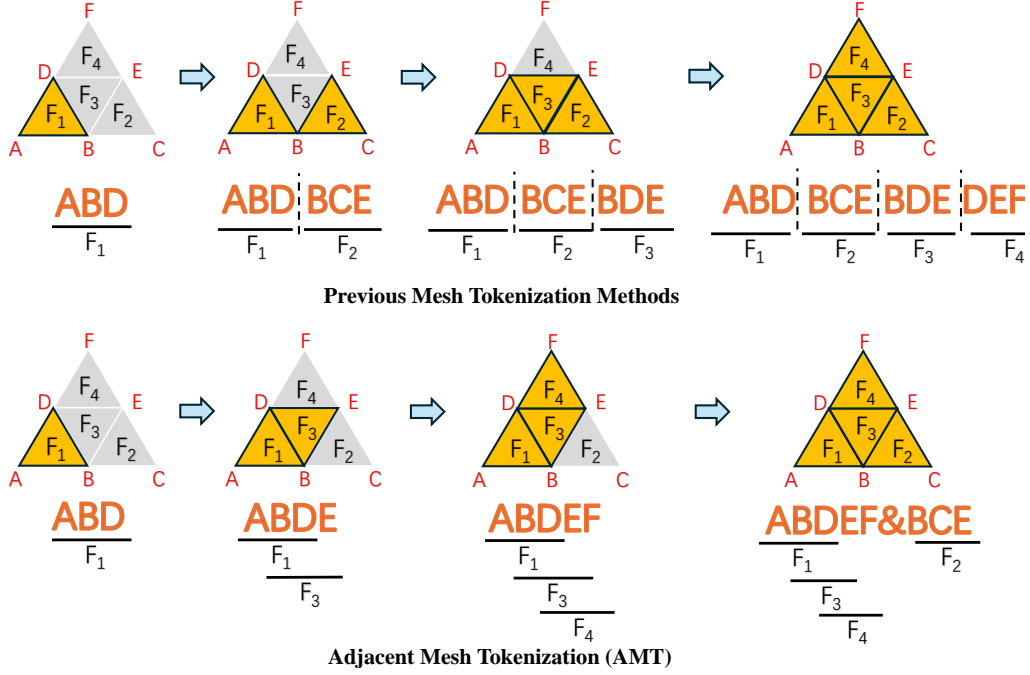 F
F
F
F
F₄
F₄
F₄
F₄
D
E
D
E
D
E
D
E
F₁
F₃
F₂
F₁
F₃
F₂
F₁
F₃
F₂
F₁
F₃
F₂
A
B
C
A
B
C
A
B
C
A
B
C
ABD
ABD BCE
ABD BCE BDE
ABD BCE BDE DEF
F₁
F₁ F₂
F₁ F₂ F₃
F₁ F₂ F₃ F₄
Previous Mesh Tokenization Methods
F
F
F
F
F₄
F₄
F₄
F₄
D
E
D
E
D
E
D
E
F₁
F₃
F₂
F₁
F₃
F₂
F₁
F₃
F₂
F₁
F₃
F₂
A
B
C
A
B
C
A
B
C
A
B
C
ABD
ABDE
ABDEF
ABDEF&BCE
F₁
F₁
F₃
F₁
F₃
F₄
F₁
F₂
F₃
F₄
Adjacent Mesh Tokenization (AMT)